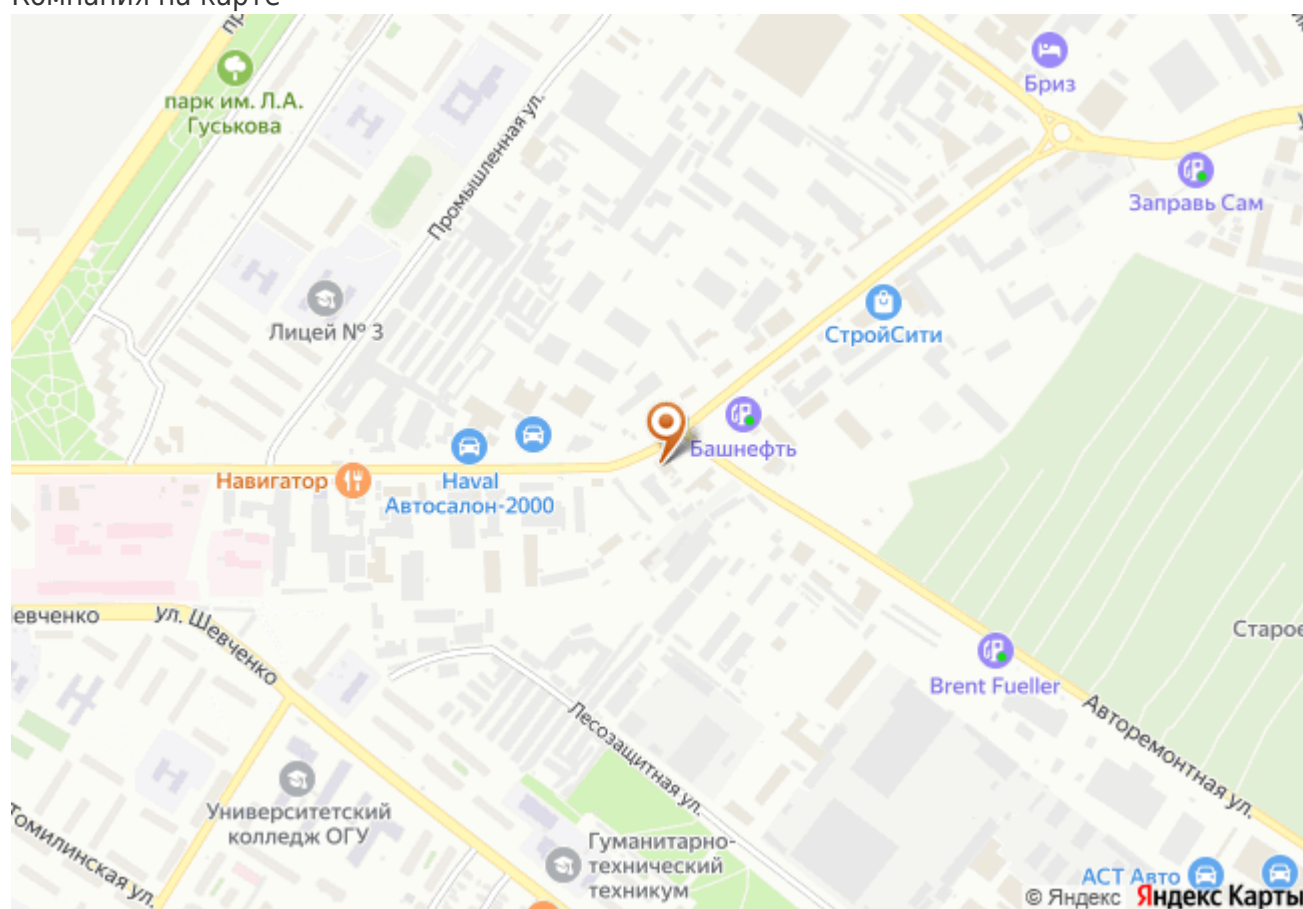 Компания на карте
пр
парк им. Л.А.
Гуськова
Промышленная ул.
Бриз
Заправь Сам
Лицей № 3
СтройСити
Башнефть
Навигатор
Haval
Автосалон-2000
евченко
ул. Шевченко
Старое
Brent Fueller
Авторемонтная ул.
Лесозащитная ул.
Университетский
колледж ОГУ
Томилинская ул.
Гуманитарно-
технический
техникум
АСТ Авто
© Яндекс Яндекс Карты